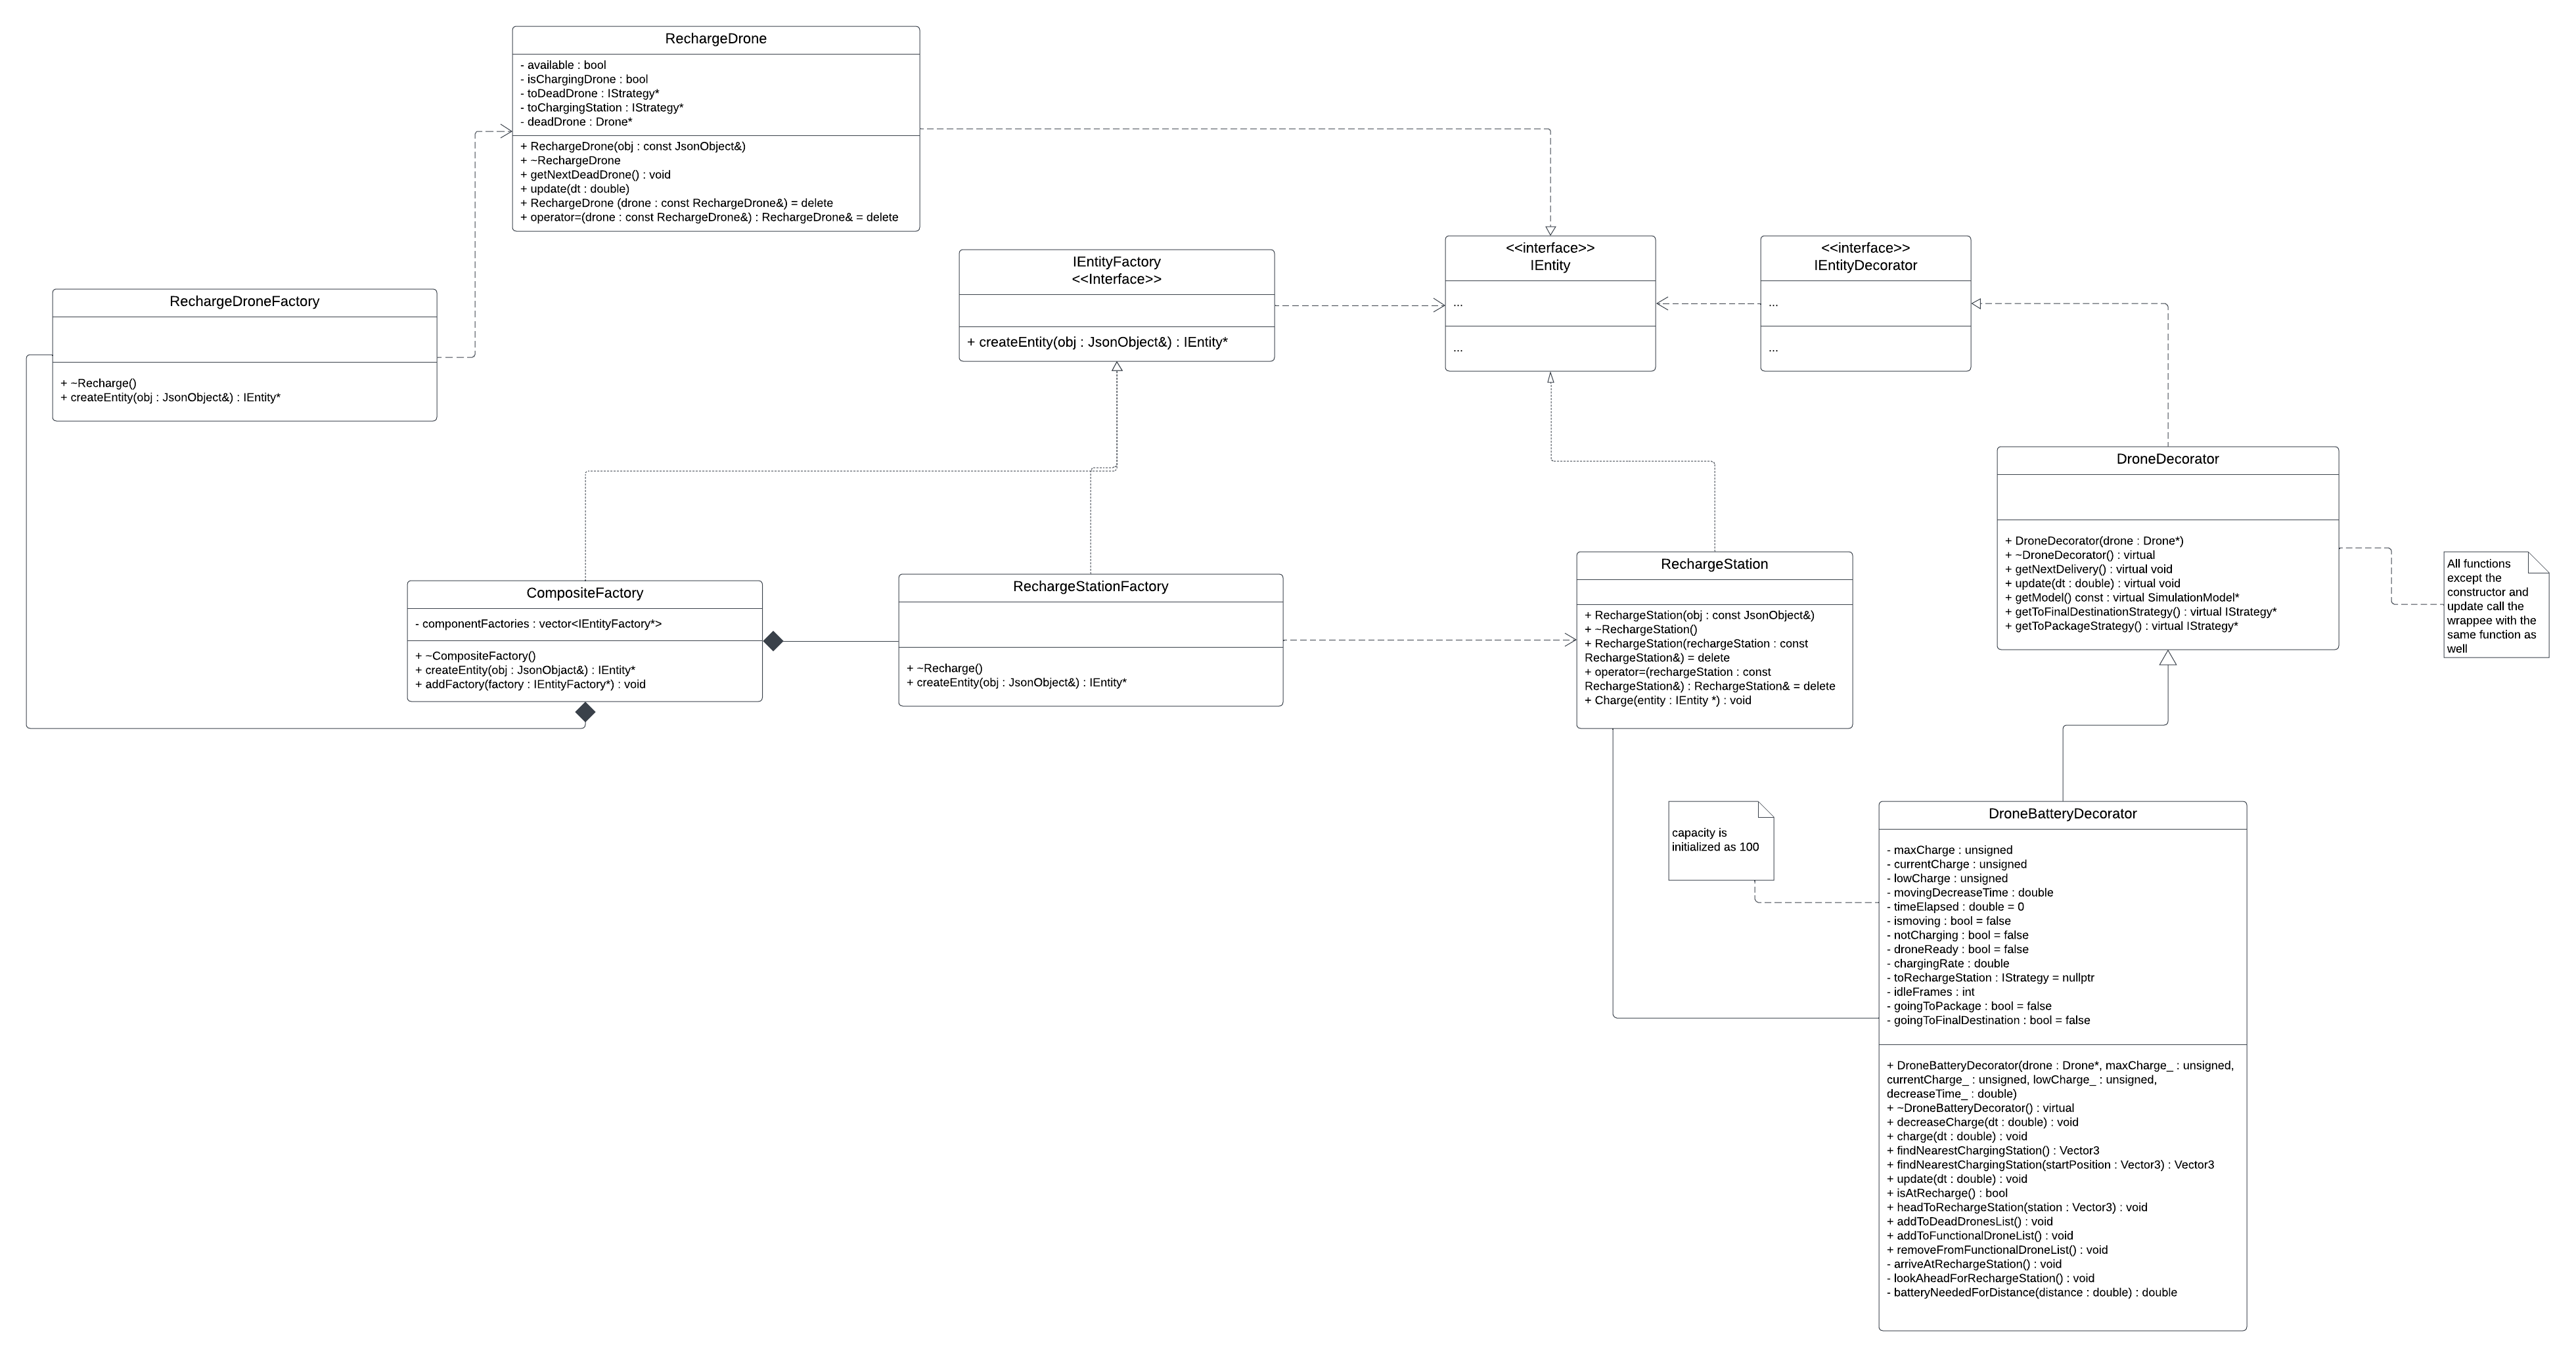 RechargeDrone
- available : bool
- isChargingDrone : bool
- toDeadDrone : IStrategy*
- toChargingStation : IStrategy*
- deadDrone : Drone*
+ RechargeDrone(obj : const JsonObject&)
+ ~RechargeDrone
+ getNextDeadDrone() : void
+ update(dt : double)
+ RechargeDrone (drone : const RechargeDrone&) = delete
+ operator=(drone : const RechargeDrone&) : RechargeDrone& = delete
RechargeDroneFactory
+ ~Recharge()
+ createEntity(obj : JsonObject&) : IEntity*
IEntityFactory
<<Interface>>
+ createEntity(obj : JsonObject&) : IEntity*
<<interface>>
IEntity
...
...
<<interface>>
IEntityDecorator
...
...
DroneDecorator
+ DroneDecorator(drone : Drone*)
+ ~DroneDecorator() : virtual
+ getNextDelivery() : virtual void
+ update(dt : double) : virtual void
+ getModel() const : virtual SimulationModel*
+ getToFinalDestinationStrategy() : virtual IStrategy*
+ getToPackageStrategy() : virtual IStrategy*
All functions
except the
constructor and
update call the
wrappee with the
same function as
well
CompositeFactory
- componentFactories : vector<IEntityFactory*>
+ ~CompositeFactory()
+ createEntity(obj : JsonObjact&) : IEntity*
+ addFactory(factory : IEntityFactory*) : void
RechargeStationFactory
+ ~Recharge()
+ createEntity(obj : JsonObject&) : IEntity*
RechargeStation
+ RechargeStation(obj : const JsonObject&)
+ ~RechargeStation()
+ RechargeStation(rechargeStation : const
RechargeStation&) = delete
+ operator=(rechargeStation : const
RechargeStation&) : RechargeStation& = delete
+ Charge(entity : IEntity *) : void
capacity is
initialized as 100
DroneBatteryDecorator
- maxCharge : unsigned
- currentCharge : unsigned
- lowCharge : unsigned
- movingDecreaseTime : double
- timeElapsed : double = 0
- ismoving : bool = false
- notCharging : bool = false
- droneReady : bool = false
- chargingRate : double
- toRechargeStation : IStrategy = nullptr
- idleFrames : int
- goingToPackage : bool = false
- goingToFinalDestination : bool = false
+ DroneBatteryDecorator(drone : Drone*, maxCharge_ : unsigned,
currentCharge_ : unsigned, lowCharge_ : unsigned,
decreaseTime_ : double)
+ ~DroneBatteryDecorator() : virtual
+ decreaseCharge(dt : double) : void
+ charge(dt : double) : void
+ findNearestChargingStation() : Vector3
+ findNearestChargingStation(startPosition : Vector3) : Vector3
+ update(dt : double) : void
+ isAtRecharge() : bool
+ headToRechargeStation(station : Vector3) : void
+ addToDeadDronesList() : void
+ addToFunctionalDroneList() : void
+ removeFromFunctionalDroneList() : void
- arriveAtRechargeStation() : void
- lookAheadForRechargeStation() : void
- batteryNeededForDistance(distance : double) : double